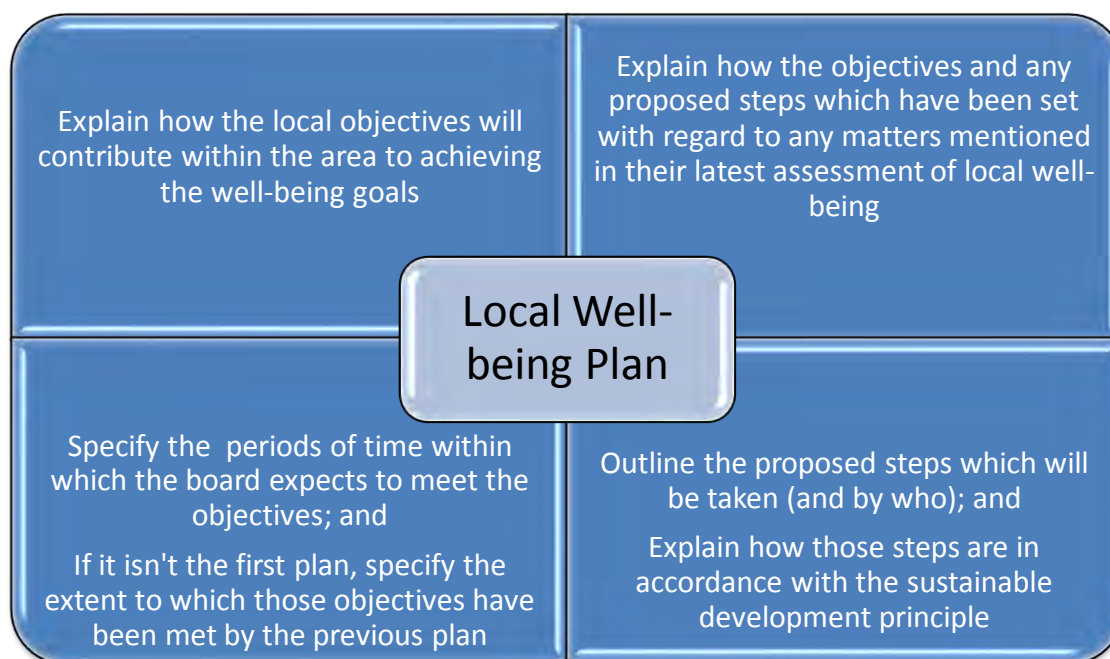 Explain how the local objectives will
contribute within the area to achieving
the well-being goals
Explain how the objectives and any
proposed steps which have been set
with regard to any matters mentioned
in their latest assessment of local well-
being
Local Well-
being Plan
Specify the periods of time within
which the board expects to meet the
objectives; and
If it isn't the first plan, specify the
extent to which those objectives have
been met by the previous plan
Outline the proposed steps which will
be taken (and by who); and
Explain how those steps are in
accordance with the sustainable
development principle